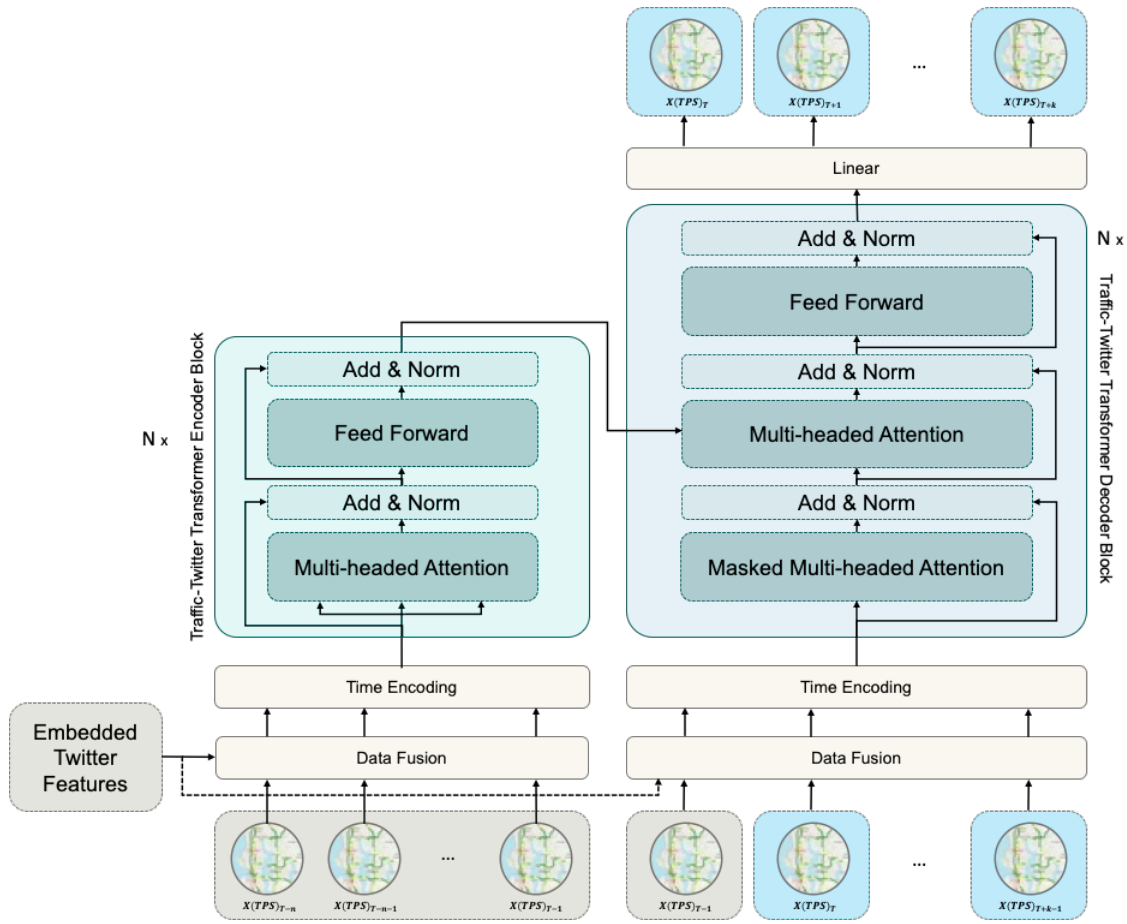 X(TPS)T
X(TPS)T+1
...
X(TPS)T+k
Linear
Add & Norm
N x
Feed Forward
Add & Norm
Multi-headed Attention
Add & Norm
Masked Multi-headed Attention
Traffic-Twitter Transformer Decoder Block
Add & Norm
Feed Forward
N x
Add & Norm
Multi-headed Attention
Traffic-Twitter Transformer Encoder Block
Time Encoding
Time Encoding
Embedded
Twitter
Features
Data Fusion
Data Fusion
X(TPS)T−n
X(TPS)T−n−1
...
X(TPS)T−1
X(TPS)T−1
X(TPS)T
...
X(TPS)T+k−1